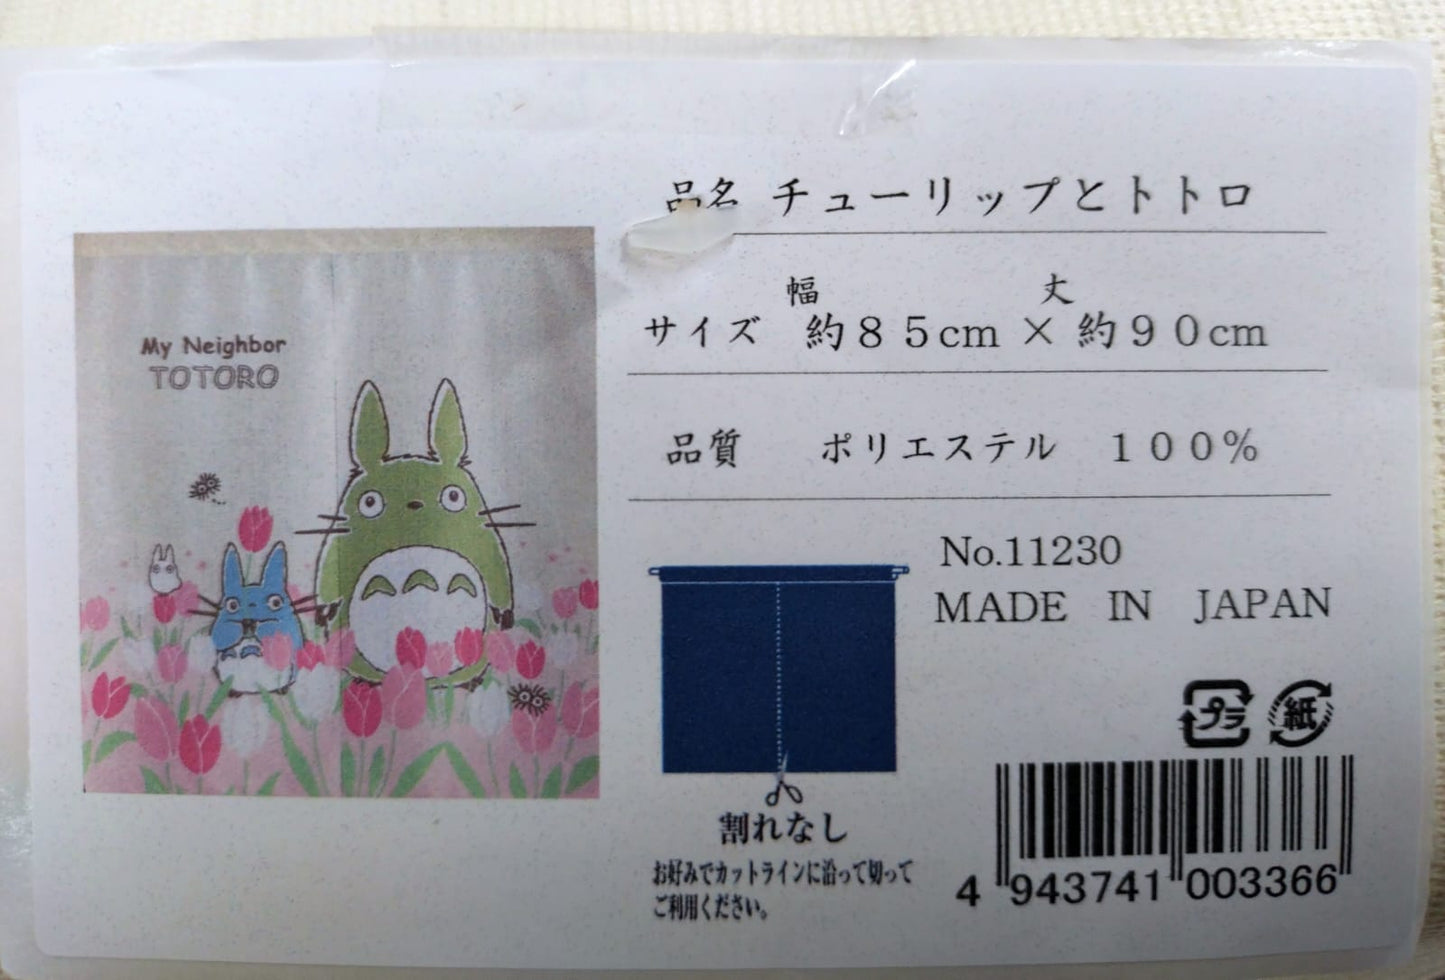 品名 チューリップとトトロ
幅 丈
サイズ 約85cm × 約90cm
品質 ポリエステル 100%
My Neighbor
TOTORO
No.11230
MADE IN JAPAN
プラ 紙
割れなし
お好みでカットラインに沿って切って
ご利用ください。
4 943741 003366